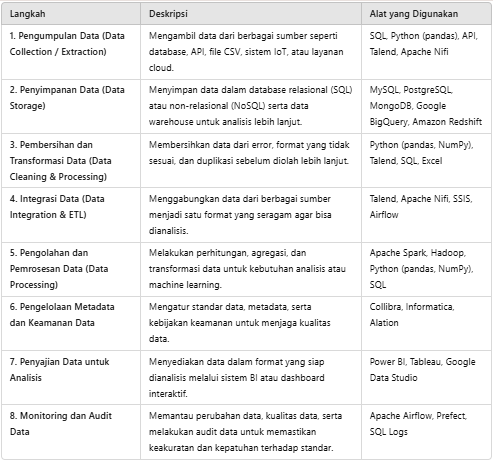 Langkah
Deskripsi
Alat yang Digunakan
1. Pengumpulan Data (Data
Collection / Extraction)
Mengambil data dari berbagai sumber seperti
database, API, file CSV, sistem IoT, atau layanan
cloud.
SQL, Python (pandas), API,
Talend, Apache Nifi
2. Penyimpanan Data (Data
Storage)
Menyimpan data dalam database relasional (SQL)
atau non-relasional (NoSQL) serta data
warehouse untuk analisis lebih lanjut.
MySQL, PostgreSQL,
MongoDB, Google
BigQuery, Amazon Redshift
3. Pembersihan dan
Transformasi Data (Data
Cleaning & Processing)
Membersihkan data dari error, format yang tidak
sesuai, dan duplikasi sebelum diolah lebih lanjut.
Python (pandas, NumPy),
Talend, SQL, Excel
4. Integrasi Data (Data
Integration & ETL)
Menggabungkan data dari berbagai sumber
menjadi satu format yang seragam agar bisa
dianalisis.
Talend, Apache Nifi, SSIS,
Airflow
5. Pengolahan dan
Pemrosesan Data (Data
Processing)
Melakukan perhitungan, agregasi, dan
transformasi data untuk kebutuhan analisis atau
machine learning.
Apache Spark, Hadoop,
Python (pandas, NumPy),
SQL
6. Pengelolaan Metadata
dan Keamanan Data
Mengatur standar data, metadata, serta
kebijakan keamanan untuk menjaga kualitas
data.
Collibra, Informatica,
Alation
7. Penyajian Data untuk
Analisis
Menyediakan data dalam format yang siap
dianalisis melalui sistem BI atau dashboard
interaktif.
Power BI, Tableau, Google
Data Studio
8. Monitoring dan Audit
Data
Memantau perubahan data, kualitas data, serta
melakukan audit data untuk memastikan
keakuratan dan kepatuhan terhadap standar.
Apache Airflow, Prefect,
SQL Logs